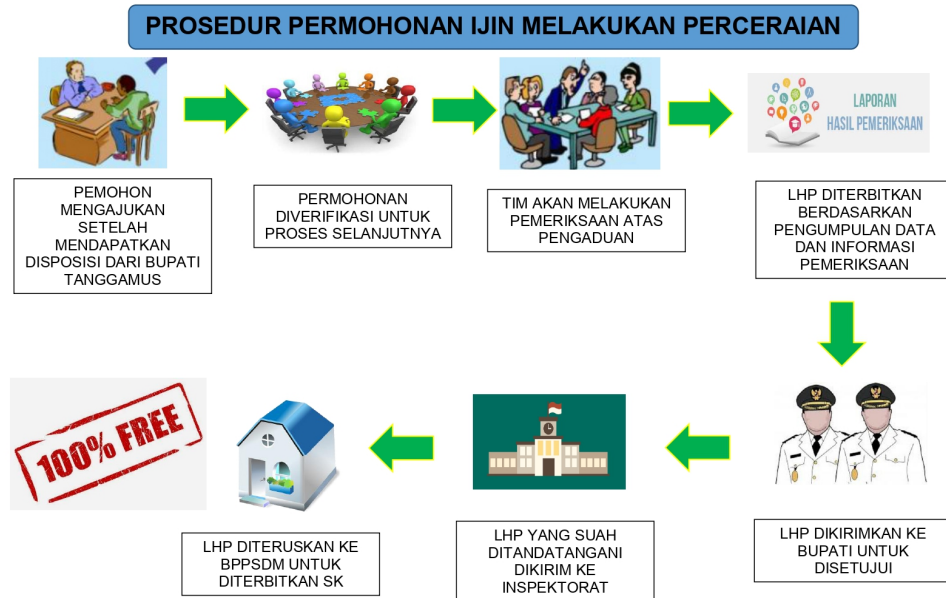 PROSEDUR PERMOHONAN IJIN MELAKUKAN PERCERAIAN
LAPORAN
HASIL PEMERIKSAAN
PEMOHON
MENGAJUKAN
SETELAH
MENDAPATKAN
DISPOSISI DARI BUPATI
TANGGAMUS
PERMOHONAN
DIVERIFIKASI UNTUK
PROSES SELANJUTNYA
TIM AKAN MELAKUKAN
PEMERIKSAAN ATAS
PENGADUAN
LHP DITERBITKAN
BERDASARKAN
PENGUMPULAN DATA
DAN INFORMASI
PEMERIKSAAN
LHP DIKIRIMKAN KE
BUPATI UNTUK
DISETUJUI
LHP YANG SUAH
DITANDATANGANI
DIKIRIM KE
INSPEKTORAT
LHP DITERUSKAN KE
BPPSDM UNTUK
DITERBITKAN SK
100% FREE